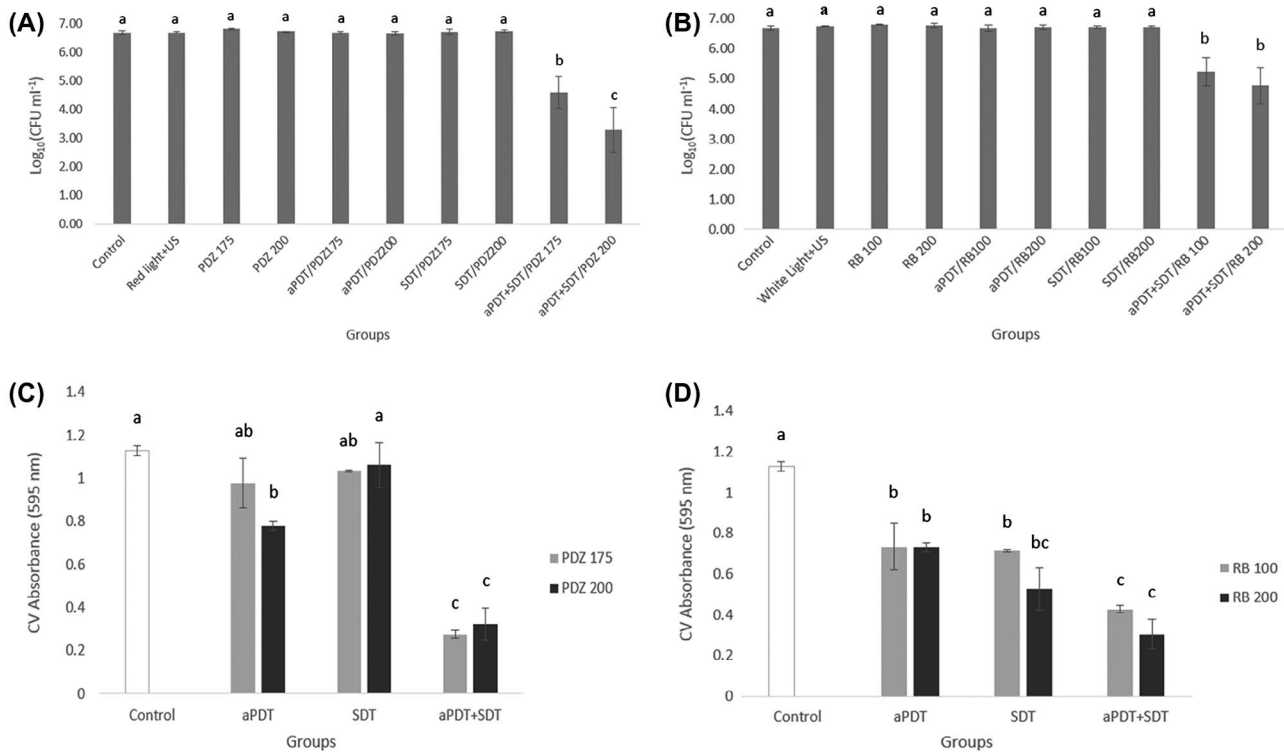 (A)
Log10(CFU ml-1)
7.00
6.00
5.00
4.00
3.00
2.00
1.00
0.00
a a a a a a a a b c
Control
Red light+US
PDZ 175
PDZ 200
aPDT/PDZ175
aPDT/PDZ200
SDT/PDZ175
SDT/PDZ200
aPDT+SDT/PDZ 175
aPDT+SDT/PDZ 200
Groups
(B)
Log10(CFU ml-1)
7.00
6.00
5.00
4.00
3.00
2.00
1.00
0.00
a a a a a a a a b b
Control
White Light+US
RB 100
RB 200
aPDT/RB100
aPDT/RB200
SDT/RB100
SDT/RB200
aPDT+SDT/RB 100
aPDT+SDT/RB 200
Groups
(C)
CV Absorbance (595 nm)
1.4
1.2
1
0.8
0.6
0.4
0.2
0
a ab b ab a c c
Control aPDT SDT aPDT+SDT
Groups
PDZ 175
PDZ 200
(D)
CV Absorbance (595 nm)
1.4
1.2
1
0.8
0.6
0.4
0.2
0
a b b b bc c c
Control aPDT SDT aPDT+SDT
Groups
RB 100
RB 200